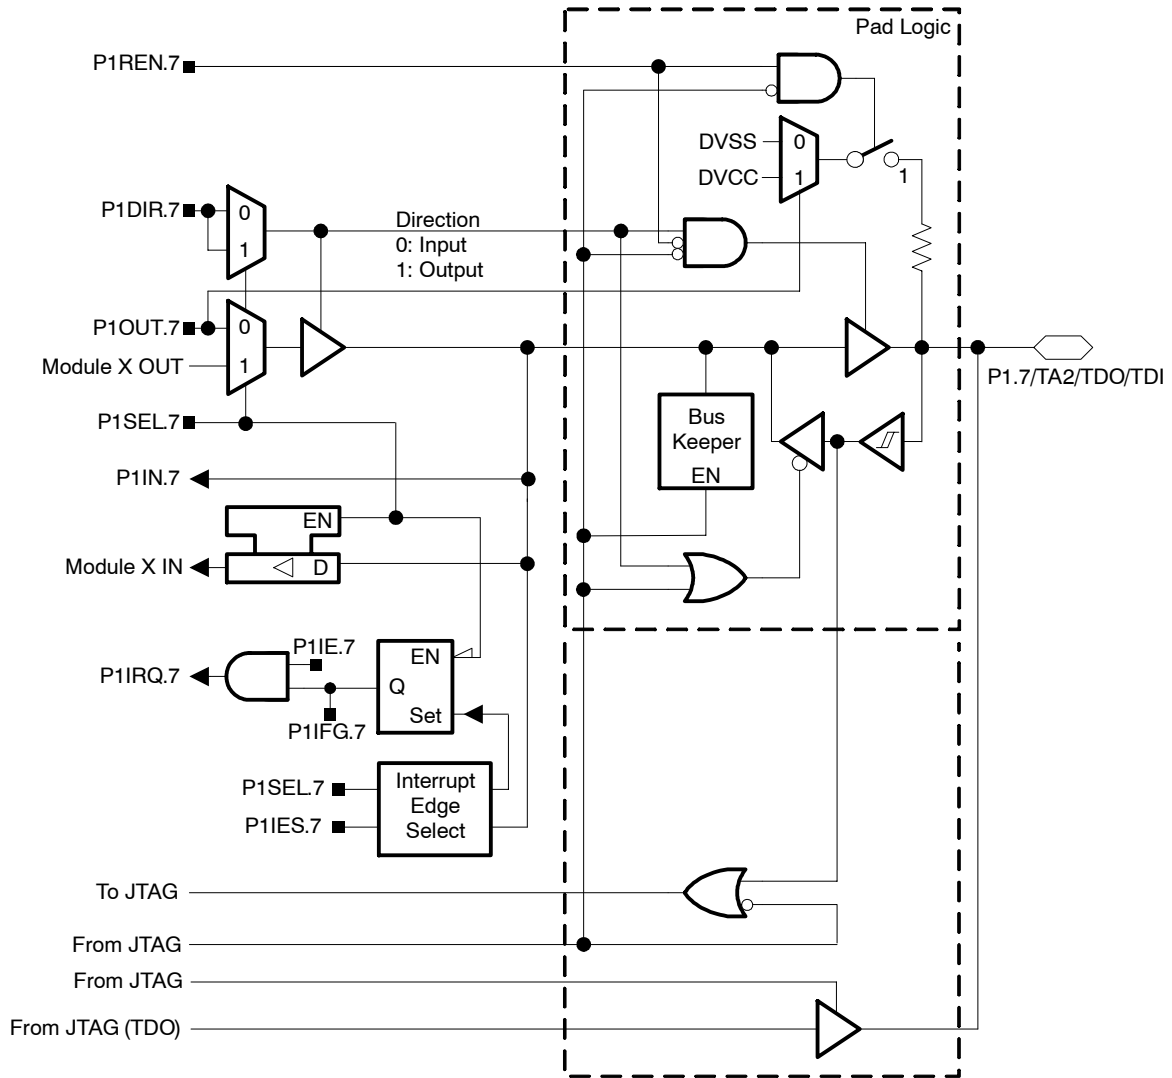 Pad Logic
P1REN.7
DVSS
0
DVCC
1
1
P1DIR.7
0
1
Direction
0: Input
1: Output
P1OUT.7
0
Module X OUT
1
P1.7/TA2/TDO/TDI
P1SEL.7
Bus
Keeper
EN
P1IN.7
EN
Module X IN
D
P1IE.7
P1IRQ.7
EN
Q
Set
P1IFG.7
P1SEL.7
P1IES.7
Interrupt
Edge
Select
To JTAG
From JTAG
From JTAG
From JTAG (TDO)